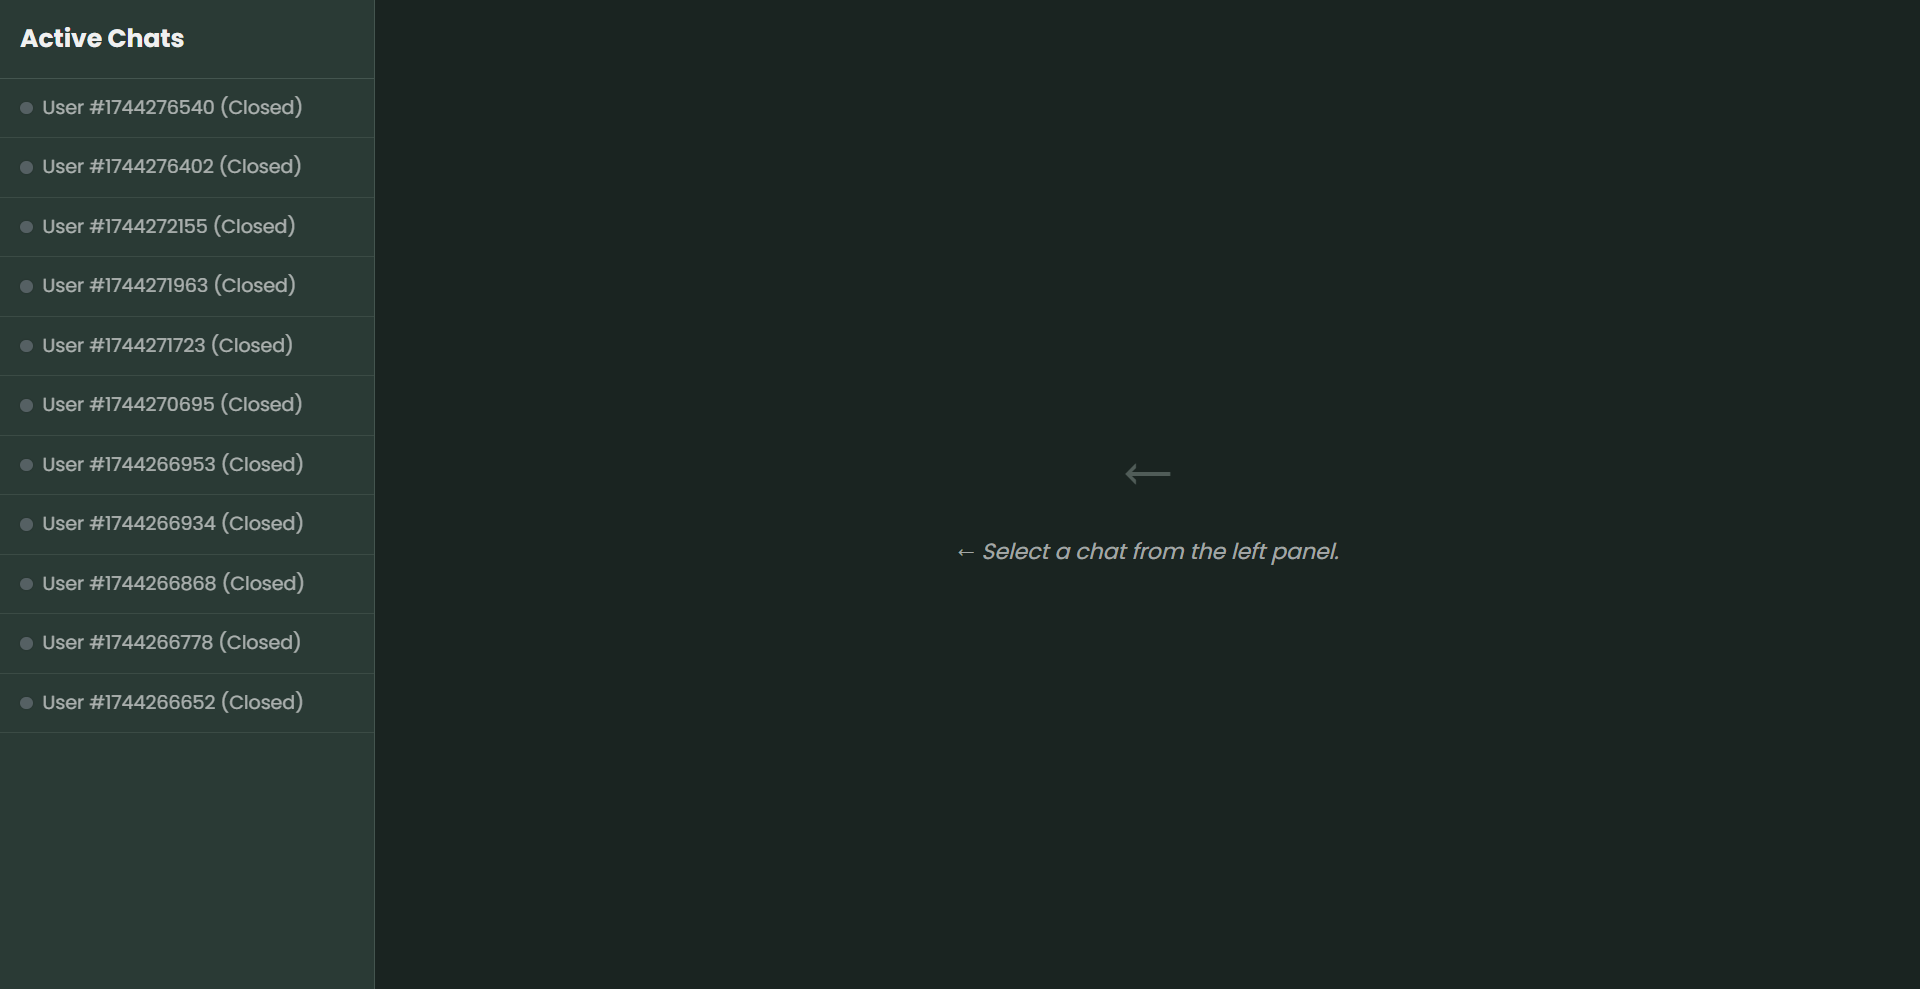 Active Chats
User #1744276540 (Closed)
User #1744276402 (Closed)
User #1744272155 (Closed)
User #1744271963 (Closed)
User #1744271723 (Closed)
User #1744270695 (Closed)
User #1744266953 (Closed)
User #1744266934 (Closed)
User #1744266868 (Closed)
User #1744266778 (Closed)
User #1744266652 (Closed)
←
← Select a chat from the left panel.